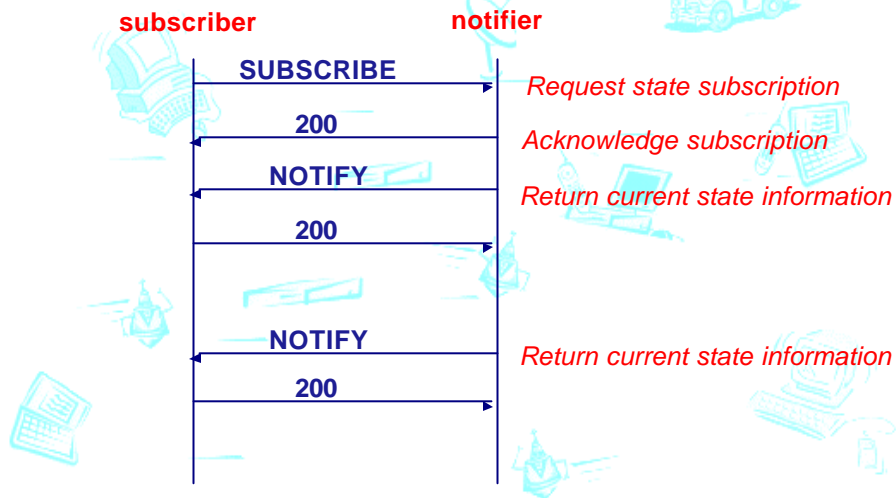 subscriber
notifier
SUBSCRIBE
Request state subscription
200
Acknowledge subscription
NOTIFY
Return current state information
200
NOTIFY
Return current state information
200